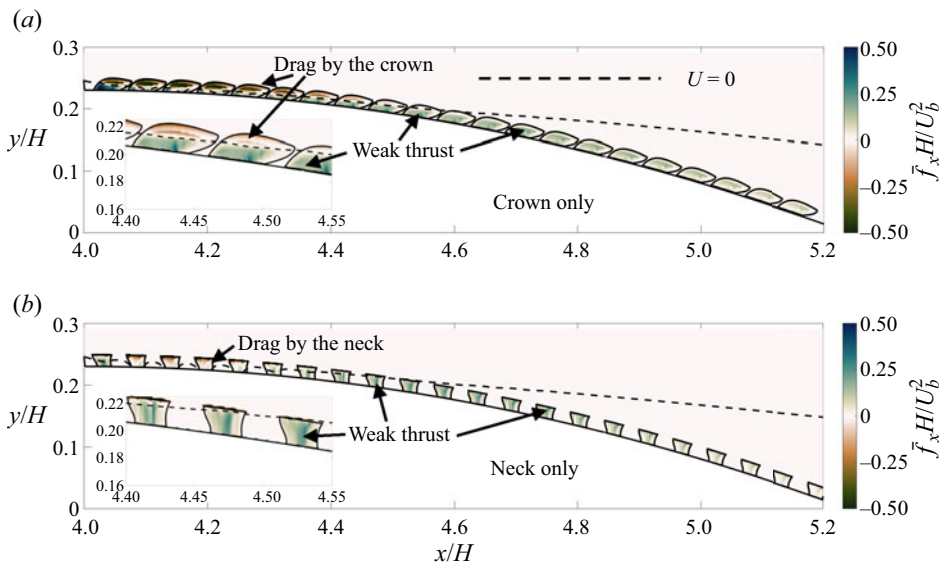 (a)
0.3
0.2
0.1
0
y/H
Drag by the crown
U = 0
Weak thrust
Crown only
0.22
0.20
0.18
0.16
4.40 4.45 4.50 4.55
4.0 4.2 4.4 4.6 4.8 5.0 5.2
0.50
0.25
0
–0.25
–0.50
f̄ₓH/U_b²
(b)
0.3
0.2
0.1
0
y/H
Drag by the neck
Weak thrust
Neck only
0.22
0.20
0.18
0.16
4.40 4.45 4.50 4.55
4.0 4.2 4.4 4.6 4.8 5.0 5.2
x/H
0.50
0.25
0
–0.25
–0.50
f̄ₓH/U_b²